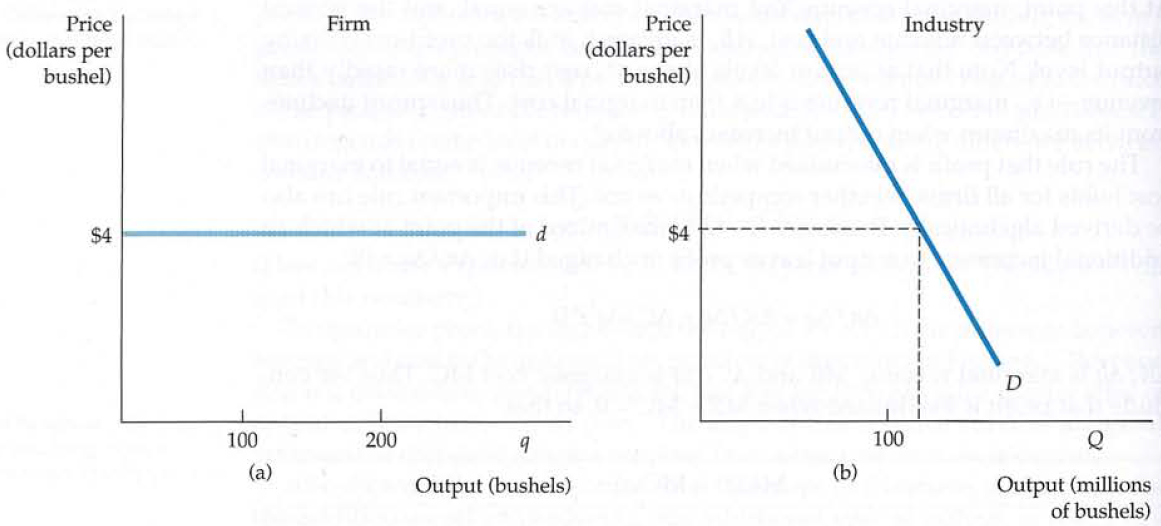 Price
(dollars per
bushel)
Firm
$4
d
100
200
q
(a)
Output (bushels)
Price
(dollars per
bushel)
Industry
$4
D
100
Q
(b)
Output (millions
of bushels)